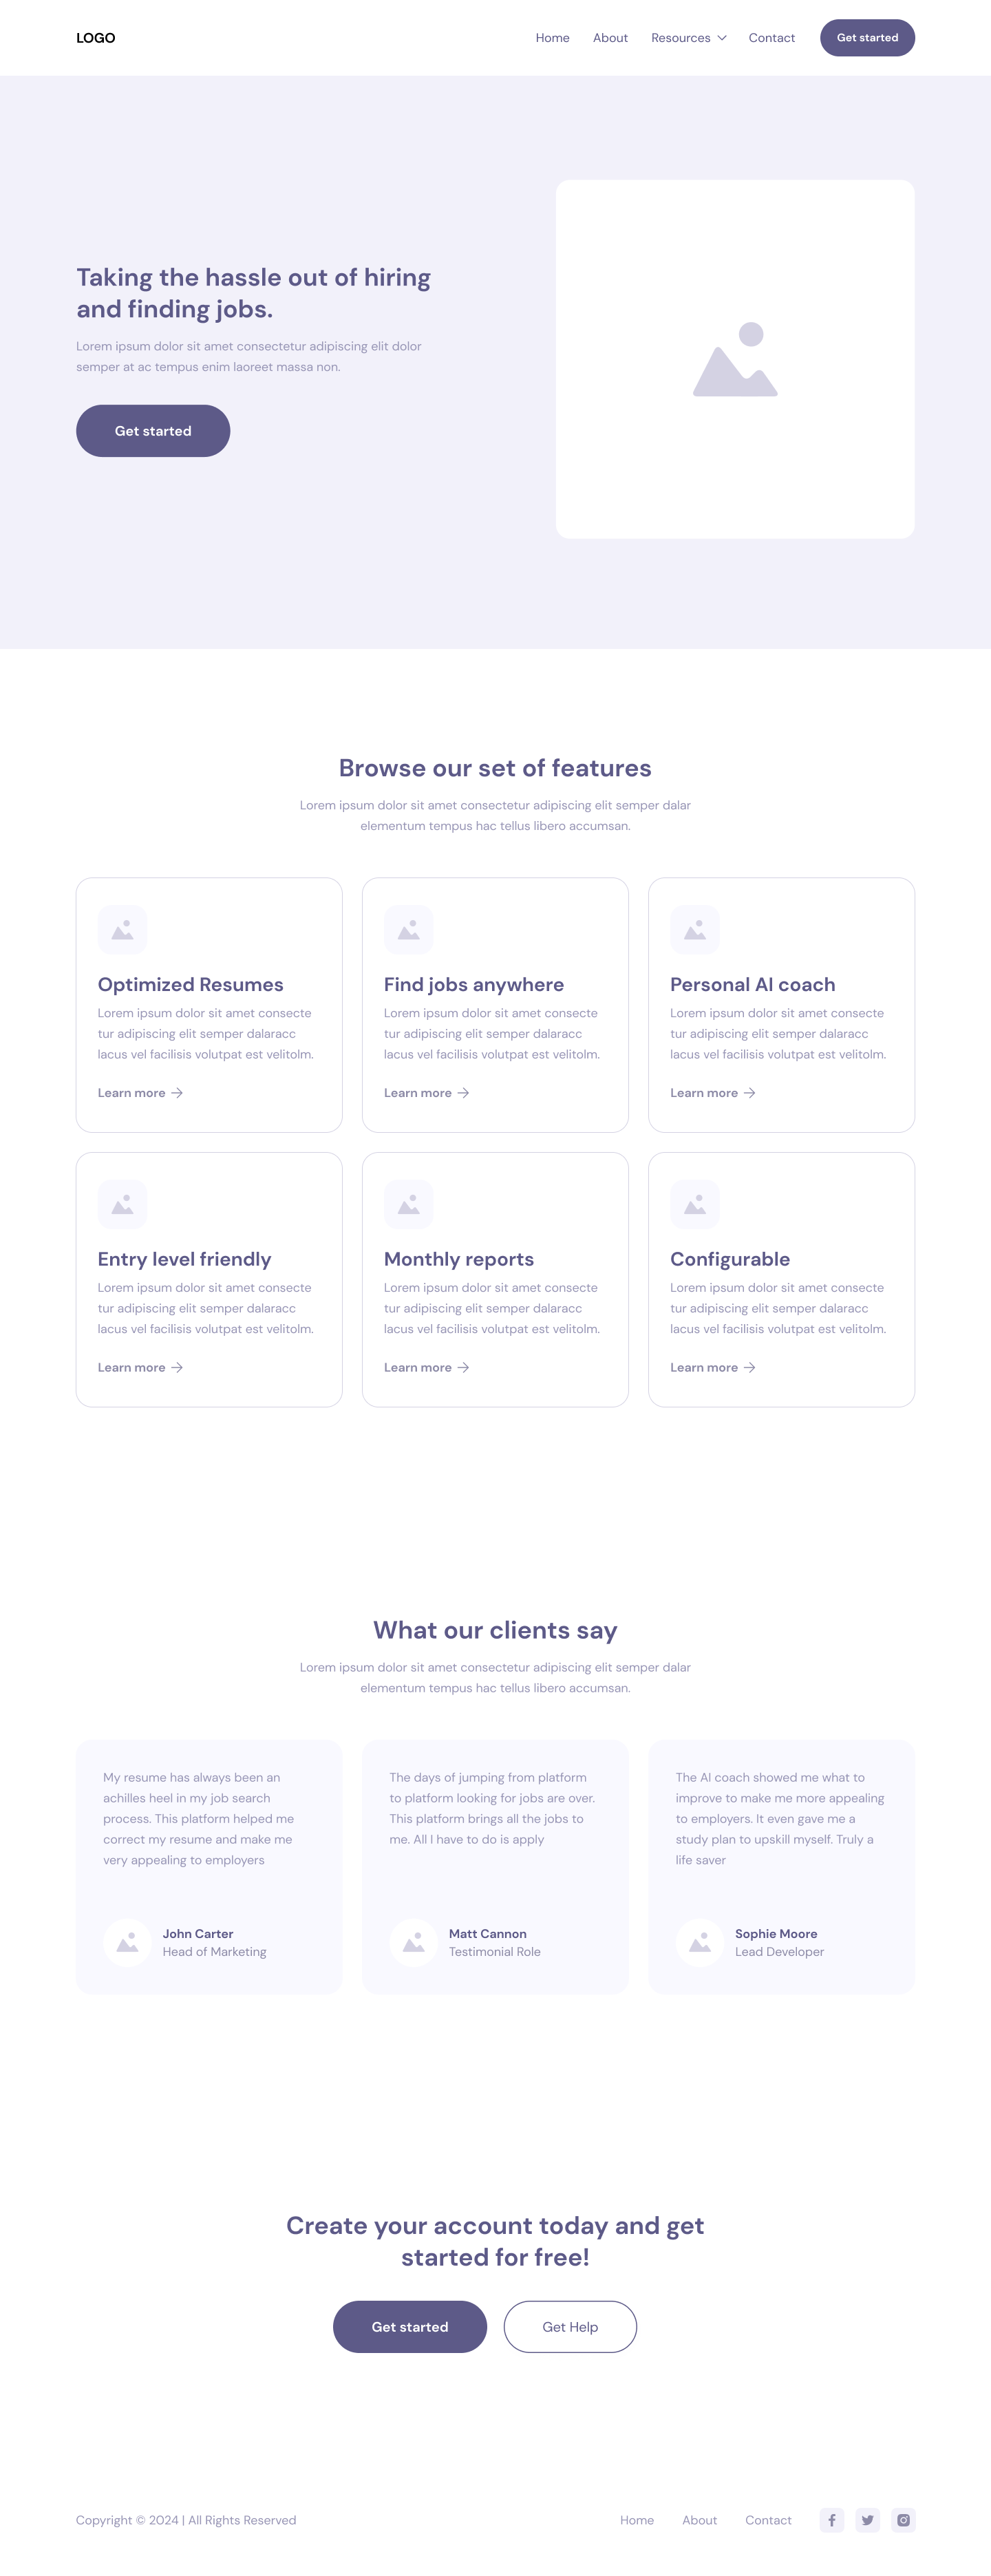 LOGO
Home
About
Resources
Contact
Get started
Taking the hassle out of hiring
and finding jobs.
Lorem ipsum dolor sit amet consectetur adipiscing elit dolor
semper at ac tempus enim laoreet massa non.
Get started
Browse our set of features
Lorem ipsum dolor sit amet consectetur adipiscing elit semper dalar
elementum tempus hac tellus libero accumsan.
Optimized Resumes
Lorem ipsum dolor sit amet consecte
tur adipiscing elit semper dalaracc
lacus vel facilisis volutpat est velitolm.
Learn more
Find jobs anywhere
Lorem ipsum dolor sit amet consecte
tur adipiscing elit semper dalaracc
lacus vel facilisis volutpat est velitolm.
Learn more
Personal AI coach
Lorem ipsum dolor sit amet consecte
tur adipiscing elit semper dalaracc
lacus vel facilisis volutpat est velitolm.
Learn more
Entry level friendly
Lorem ipsum dolor sit amet consecte
tur adipiscing elit semper dalaracc
lacus vel facilisis volutpat est velitolm.
Learn more
Monthly reports
Lorem ipsum dolor sit amet consecte
tur adipiscing elit semper dalaracc
lacus vel facilisis volutpat est velitolm.
Learn more
Configurable
Lorem ipsum dolor sit amet consecte
tur adipiscing elit semper dalaracc
lacus vel facilisis volutpat est velitolm.
Learn more
What our clients say
Lorem ipsum dolor sit amet consectetur adipiscing elit semper dalar
elementum tempus hac tellus libero accumsan.
My resume has always been an
achilles heel in my job search
process. This platform helped me
correct my resume and make me
very appealing to employers
John Carter
Head of Marketing
The days of jumping from platform
to platform looking for jobs are over.
This platform brings all the jobs to
me. All I have to do is apply
Matt Cannon
Testimonial Role
The AI coach showed me what to
improve to make me more appealing
to employers. It even gave me a
study plan to upskill myself. Truly a
life saver
Sophie Moore
Lead Developer
Create your account today and get
started for free!
Get started
Get Help
Copyright © 2024 | All Rights Reserved
Home
About
Contact